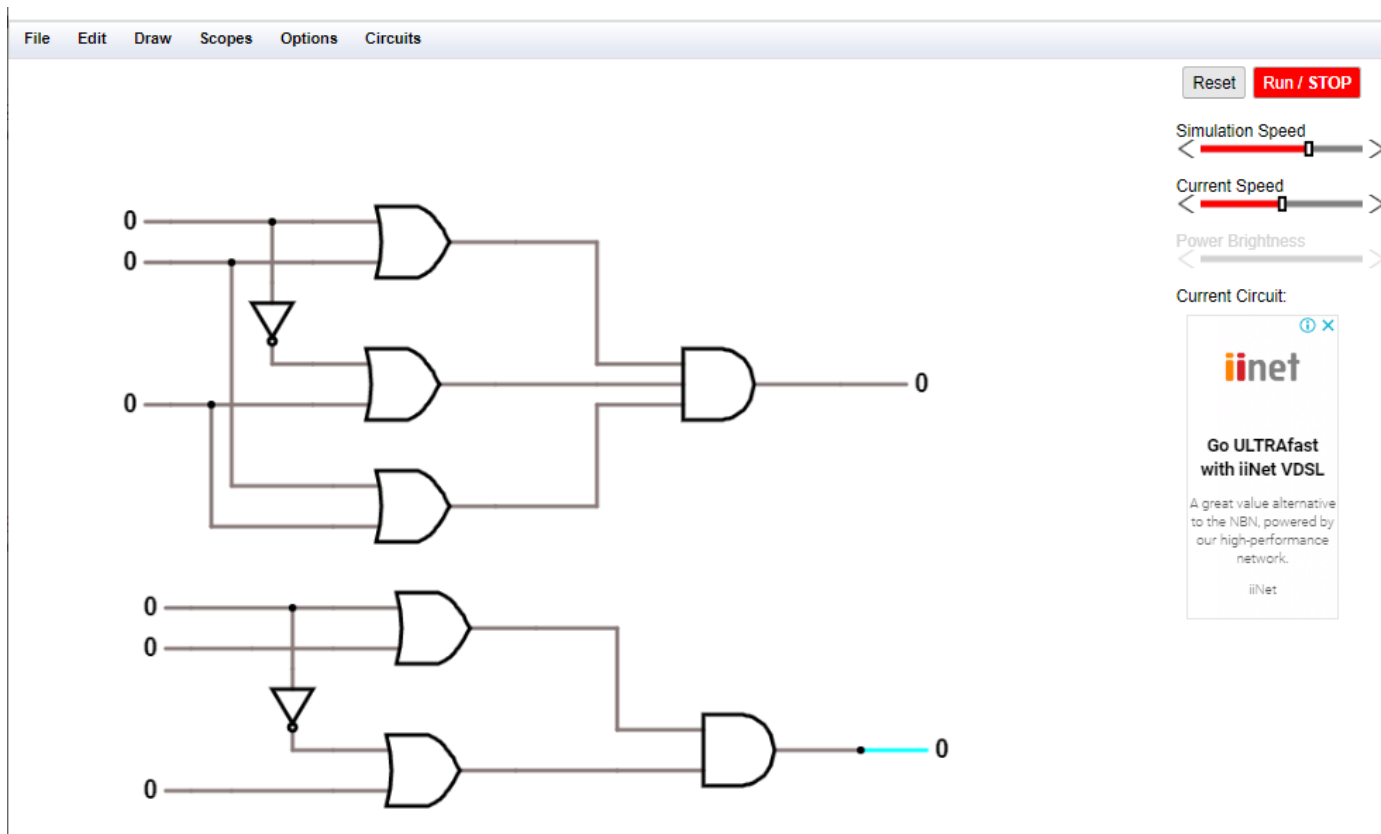 File Edit Draw Scopes Options Circuits
Reset Run / STOP
Simulation Speed
Current Speed
Power Brightness
Current Circuit:
iinet
Go ULTRAfast
with iiNet VDSL
A great value alternative
to the NBN, powered by
our high-performance
network.
iiNet
0
0
0
0
0
0
0
0